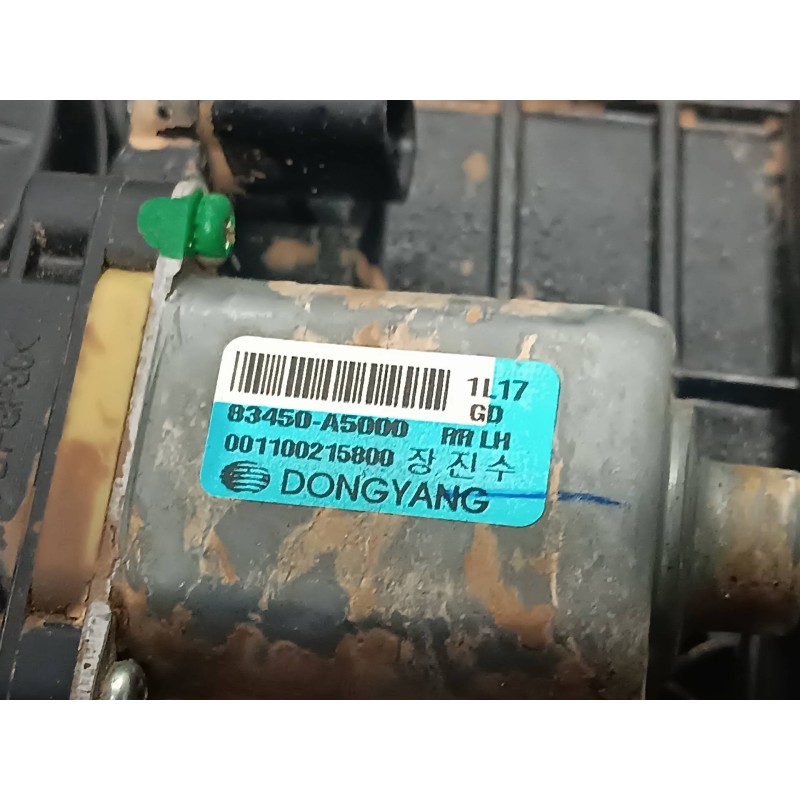 1L17
GD
83450-A5000 RR LH
001100215800 장진수
DONGYANG